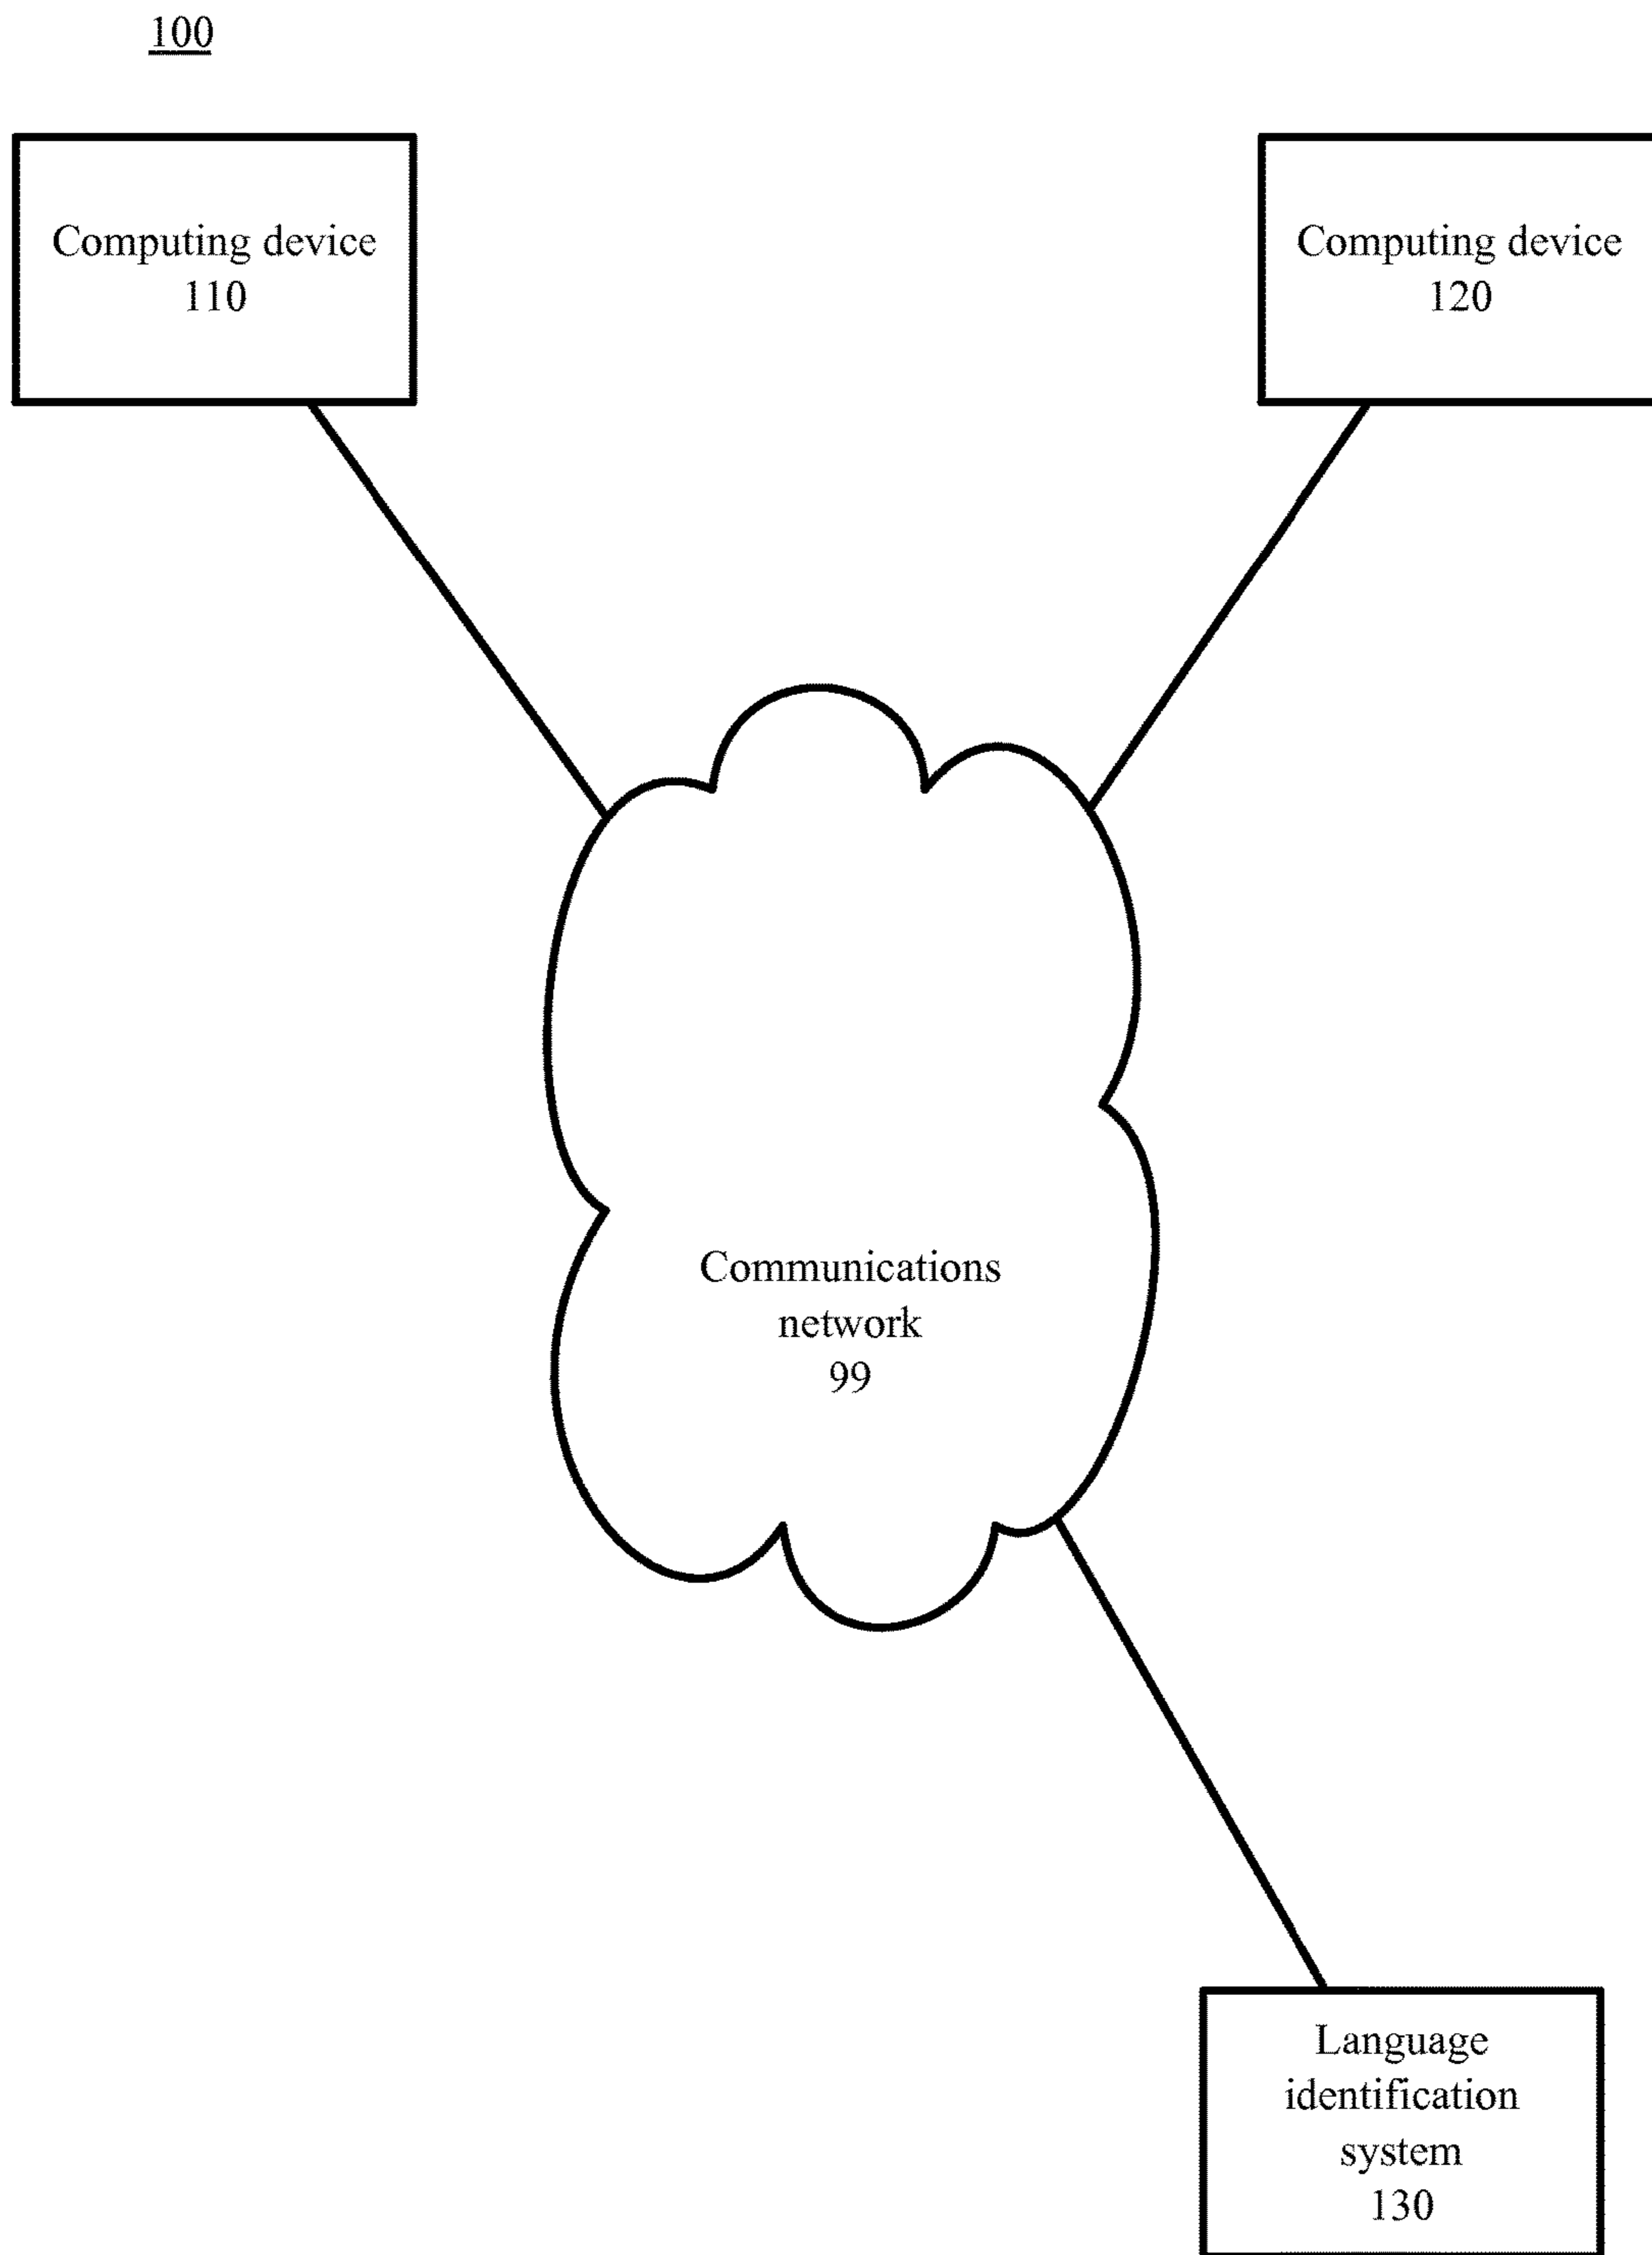 100
Computing device
110
Computing device
120
Communications
network
99
Language
identification
system
130